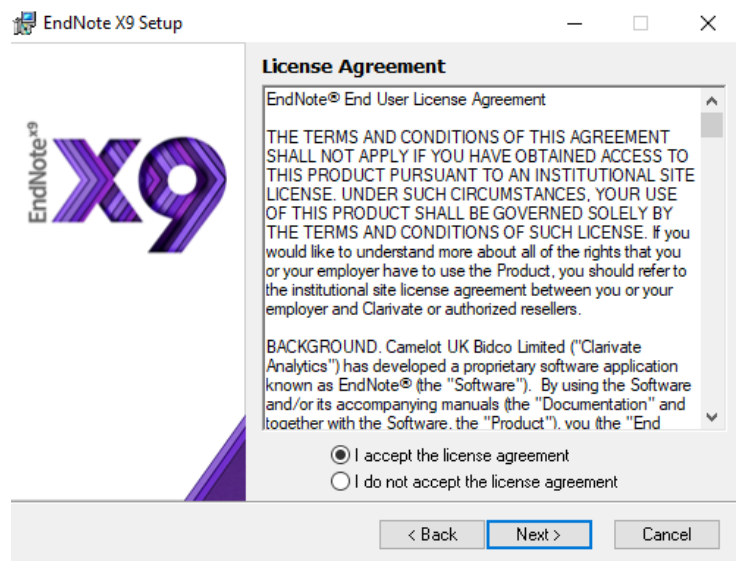 EndNote X9 Setup
EndNote x9
X9
License Agreement
EndNote® End User License Agreement
THE TERMS AND CONDITIONS OF THIS AGREEMENT
SHALL NOT APPLY IF YOU HAVE OBTAINED ACCESS TO
THIS PRODUCT PURSUANT TO AN INSTITUTIONAL SITE
LICENSE. UNDER SUCH CIRCUMSTANCES, YOUR USE
OF THIS PRODUCT SHALL BE GOVERNED SOLELY BY
THE TERMS AND CONDITIONS OF SUCH LICENSE. If you
would like to understand more about all of the rights that you
or your employer have to use the Product, you should refer to
the institutional site license agreement between you or your
employer and Clarivate or authorized resellers.
BACKGROUND. Camelot UK Bidco Limited ("Clarivate
Analytics") has developed a proprietary software application
known as EndNote® (the "Software"). By using the Software
and/or its accompanying manuals (the "Documentation" and
together with the Software, the "Product"), you (the "End
I accept the license agreement
I do not accept the license agreement
< Back
Next >
Cancel